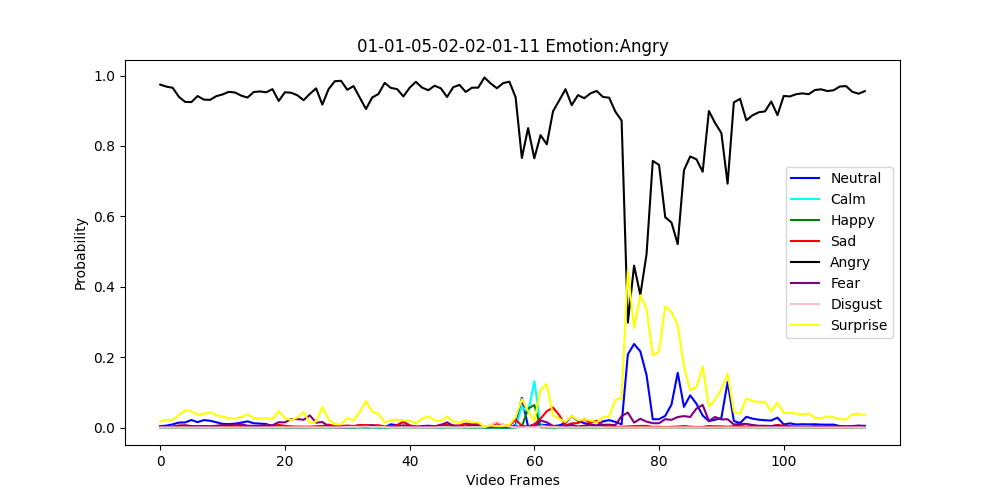 01-01-05-02-02-01-11 Emotion:Angry
1.0
0.8
0.6
0.4
0.2
0.0
Probability
Neutral
Calm
Happy
Sad
Angry
Fear
Disgust
Surprise
0 20 40 60 80 100
Video Frames